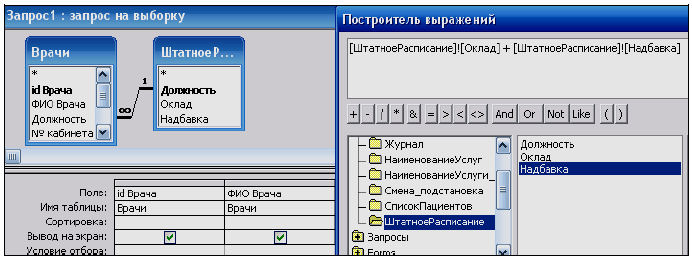 Запрос1 : запрос на выборку
Врачи
*
id Врача
ФИО Врача
Должность
№ кабинета
∞
1
Штатное Р...
*
Должность
Оклад
Надбавка
Поле: id Врача ФИО Врача
Имя таблицы: Врачи Врачи
Сортировка:
Вывод на экран:
Условие отбора:
Построитель выражений
[ШтатноеРасписание]![Оклад] + [ШтатноеРасписание]![Надбавка]
+ - / * & = > < <> And Or Not Like ( )
Журнал
НаименованиеУслуг
НаименованиеУслуги_
Смена_подстановка
СписокПациентов
ШтатноеРасписание
Запросы
Forms
Должность
Оклад
Надбавка